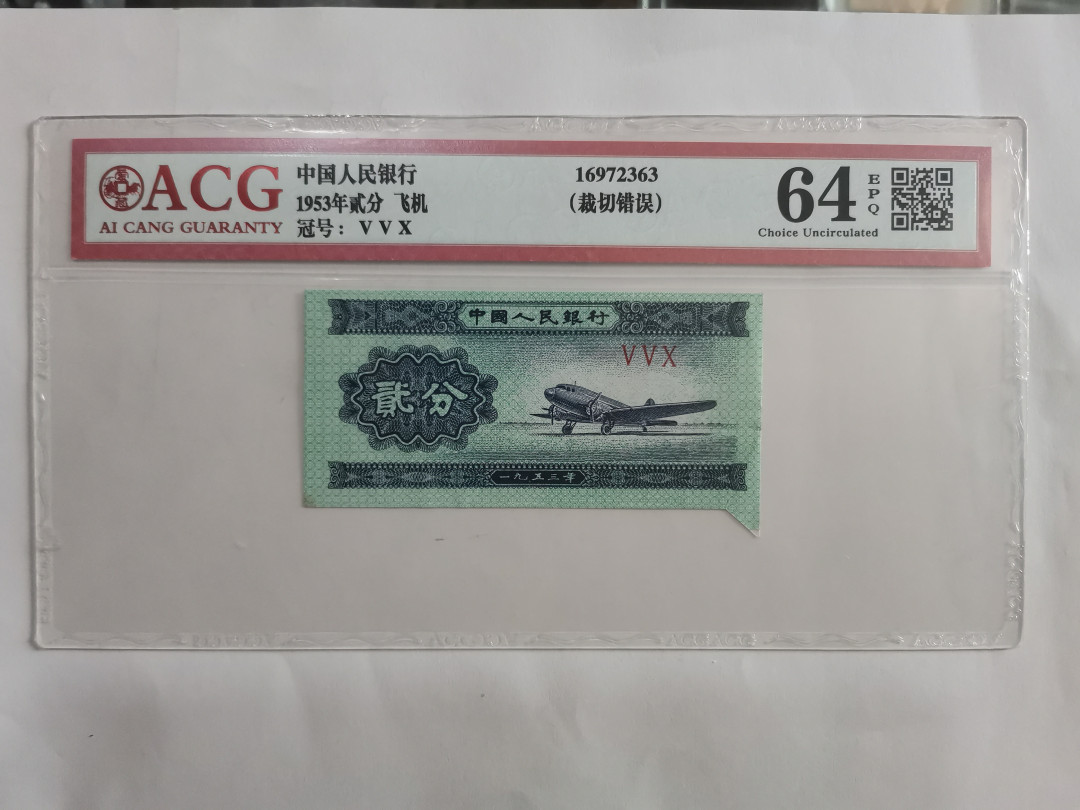 ACG
AI CANG GUARANTY
中国人民银行
1953年贰分 飞机
冠号: V V X
16972363
(裁切错误)
64
EPQ
Choice Uncirculated
中國人民銀行
VVX
貳分
一九五三年